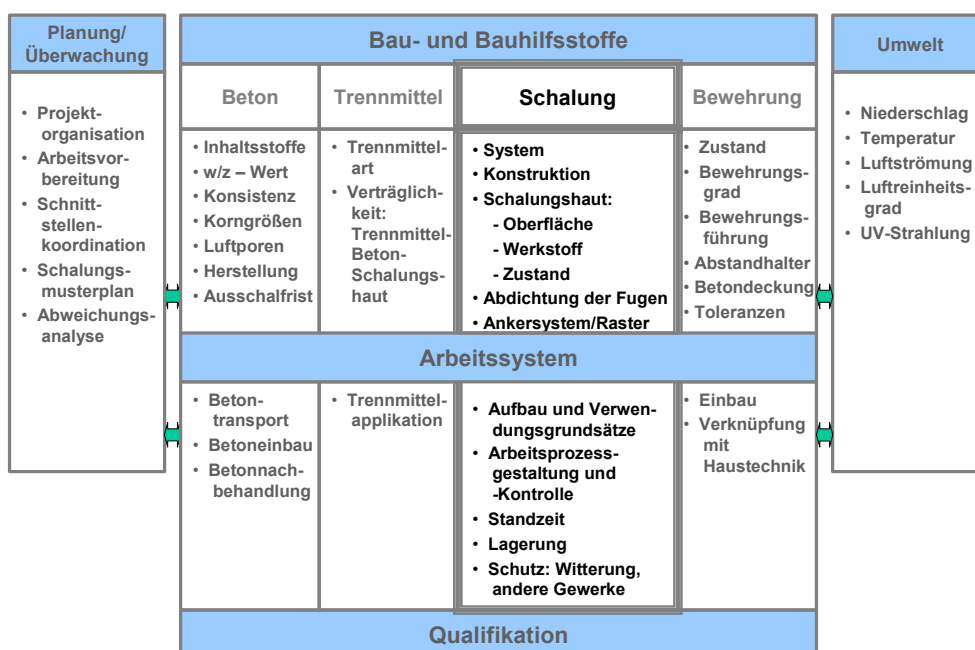 Planung/
Überwachung
• Projekt-
organisation
• Arbeitsvor-
bereitung
• Schnitt-
stellen-
koordination
• Schalungs-
musterplan
• Abweichungs-
analyse
Bau- und Bauhilfsstoffe
Beton
• Inhaltsstoffe
• w/z – Wert
• Konsistenz
• Korngrößen
• Luftporen
• Herstellung
• Ausschalfrist
Trennmittel
• Trennmittel-
art
• Verträglich-
keit:
Trennmittel-
Beton-
Schalungs-
haut
Schalung
• System
• Konstruktion
• Schalungshaut:
- Oberfläche
- Werkstoff
- Zustand
• Abdichtung der Fugen
• Ankersystem/Raster
Bewehrung
• Zustand
• Bewehrungs-
grad
• Bewehrungs-
führung
• Abstandhalter
• Betondeckung
• Toleranzen
Arbeitssystem
• Beton-
transport
• Betoneinbau
• Betonnach-
behandlung
• Trennmittel-
applikation
• Aufbau und Verwen-
dungsgrundsätze
• Arbeitsprozess-
gestaltung und
-Kontrolle
• Standzeit
• Lagerung
• Schutz: Witterung,
andere Gewerke
• Einbau
• Verknüpfung
mit
Haustechnik
Qualifikation
Umwelt
• Niederschlag
• Temperatur
• Luftströmung
• Luftreinheits-
grad
• UV-Strahlung